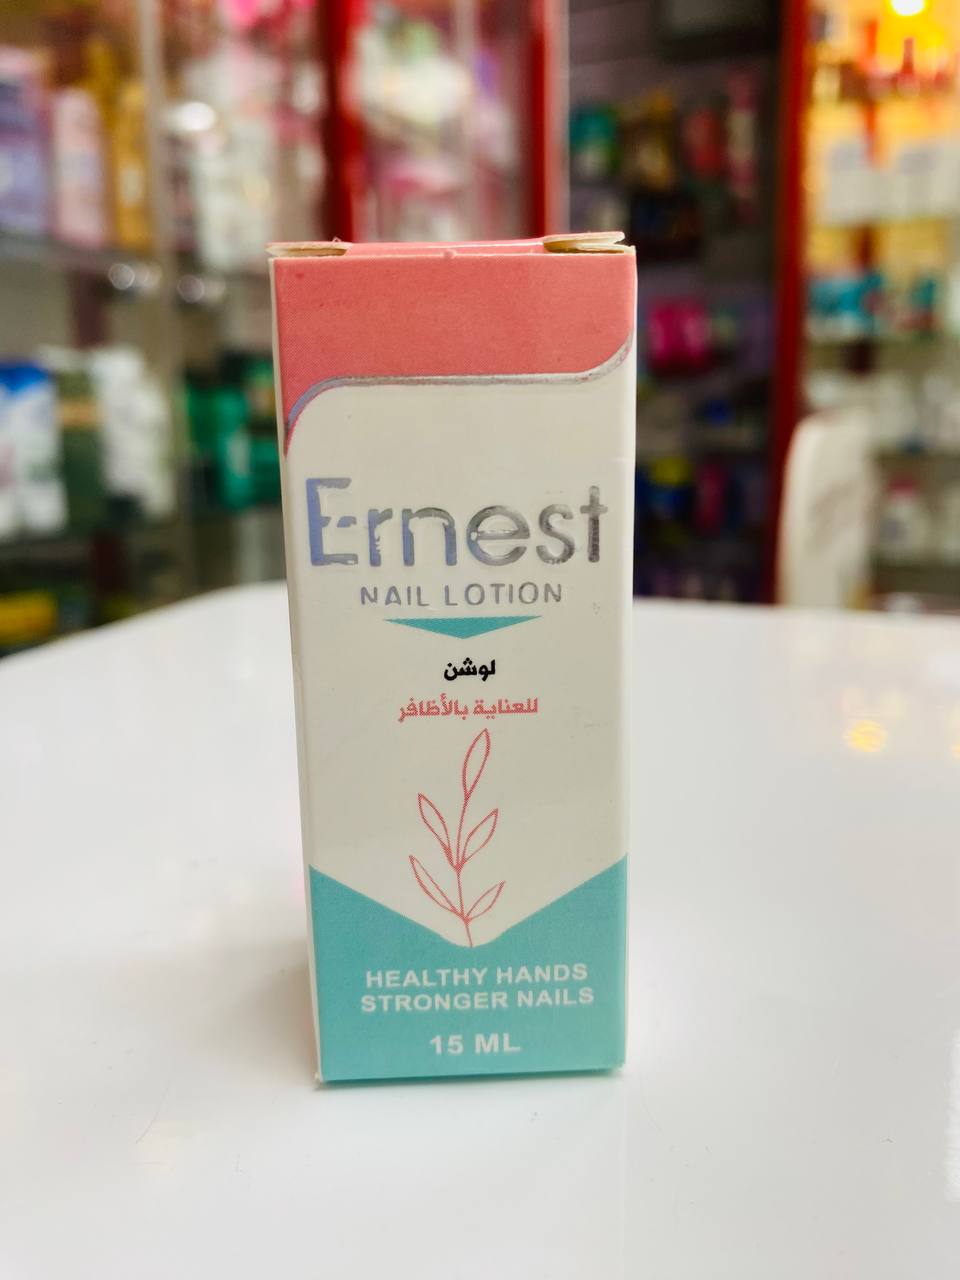 Ernest
NAIL LOTION
لوشن
للعناية بالأظافر
HEALTHY HANDS
STRONGER NAILS
15 ML